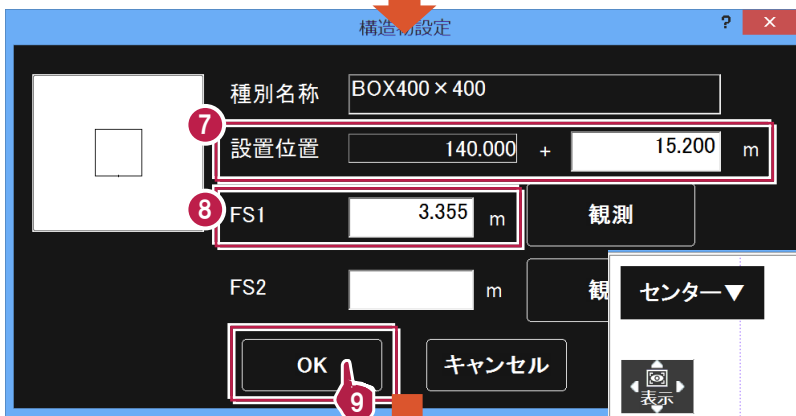 構造物設定
? ×
種別名称 BOX400×400
7
設置位置 140.000 + 15.200 m
8
FS1 3.355 m 観測
FS2 m 観
センター▼
OK キャンセル
表示
9